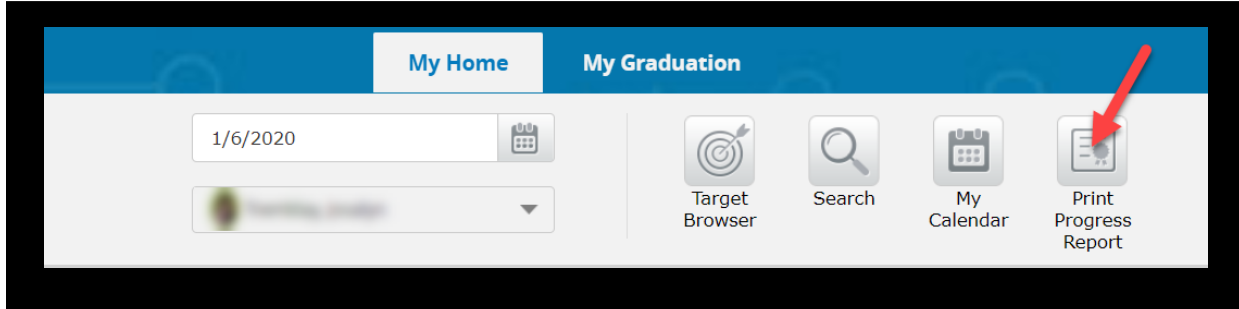 My Home
My Graduation
1/6/2020
Target
Browser
Search
My
Calendar
Print
Progress
Report